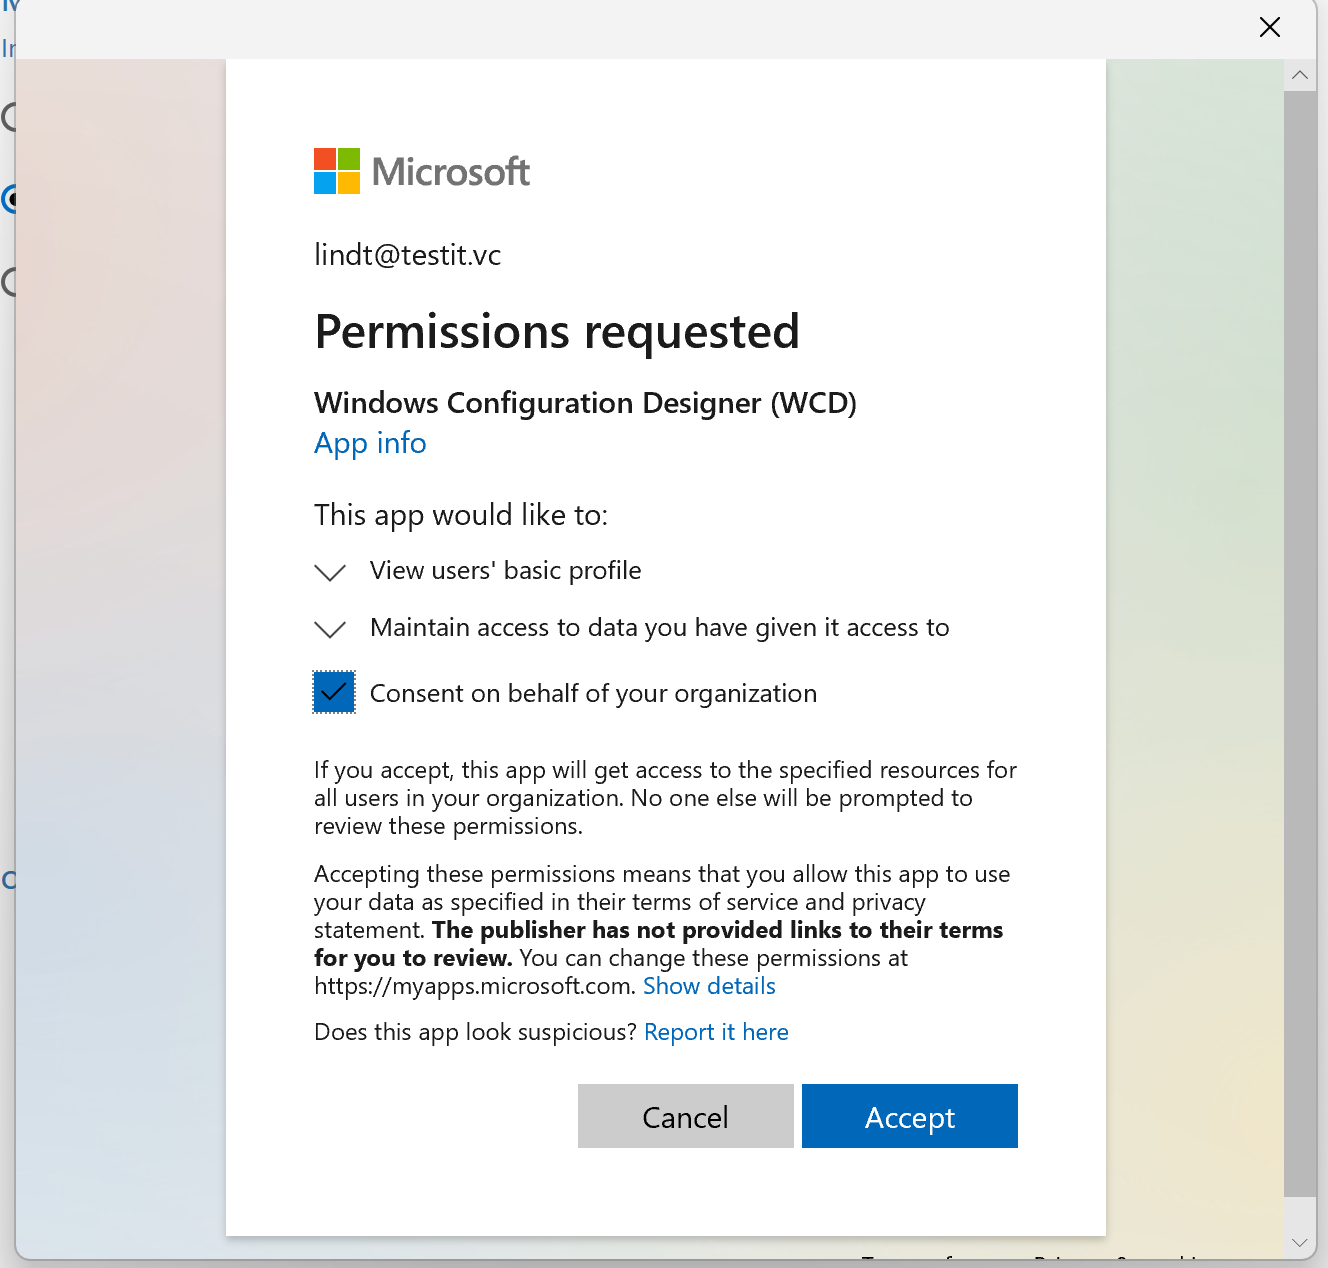 Microsoft
lindt@testit.vc
Permissions requested
Windows Configuration Designer (WCD)
App info
This app would like to:
View users' basic profile
Maintain access to data you have given it access to
Consent on behalf of your organization
If you accept, this app will get access to the specified resources for
all users in your organization. No one else will be prompted to
review these permissions.
Accepting these permissions means that you allow this app to use
your data as specified in their terms of service and privacy
statement. The publisher has not provided links to their terms
for you to review. You can change these permissions at
https://myapps.microsoft.com. Show details
Does this app look suspicious? Report it here
Cancel Accept